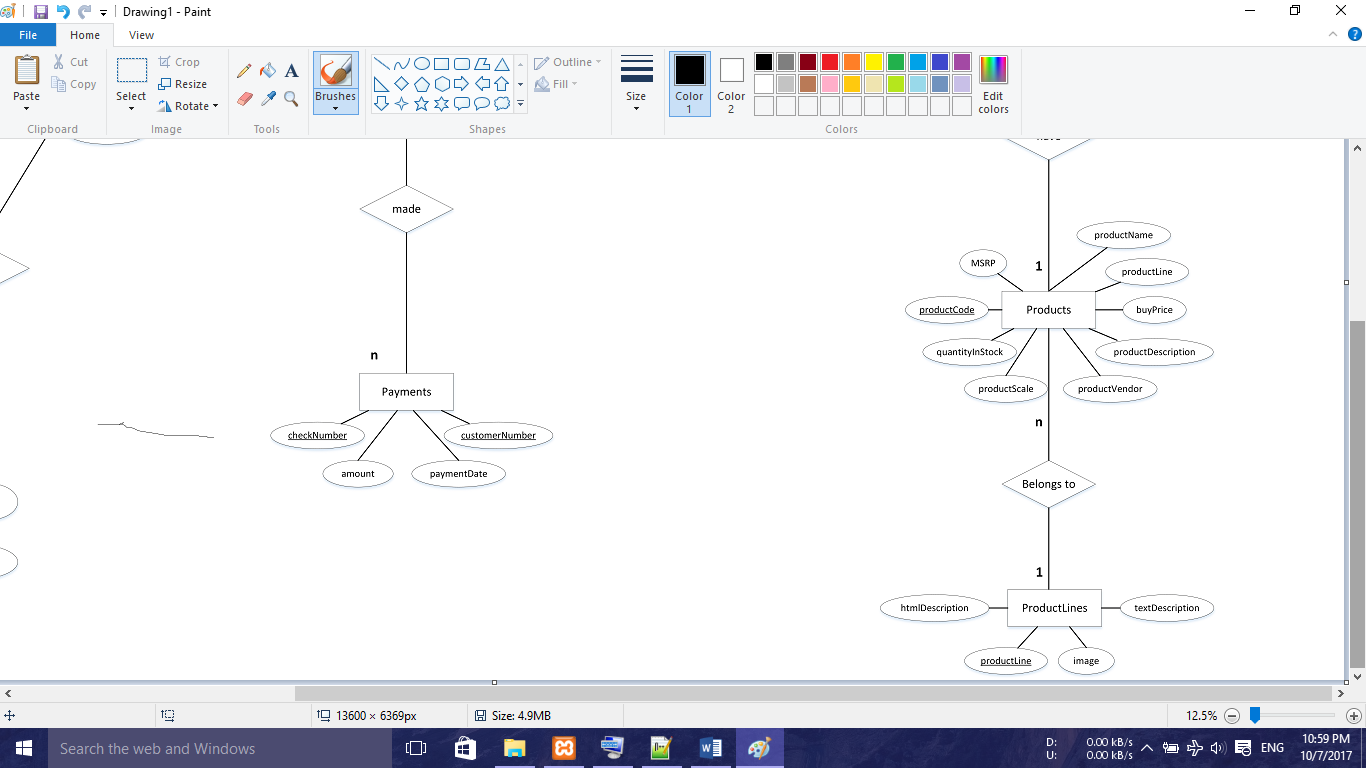 Drawing1 - Paint
File Home View
Paste
Cut
Copy
Clipboard
Select
Crop
Resize
Rotate
Image
A
Tools
Brushes
Outline
Fill
Shapes
Size
Color 1
Color 2
Edit colors
Colors
made
n
Payments
checkNumber
customerNumber
amount
paymentDate
1
productName
MSRP
productLine
productCode
Products
buyPrice
quantityInStock
productDescription
productScale
productVendor
n
Belongs to
1
htmlDescription
ProductLines
textDescription
productLine
image
13600 × 6369px
Size: 4.9MB
12.5%
Search the web and Windows
D: 0.00 kB/s
U: 0.00 kB/s
ENG
10:59 PM
10/7/2017